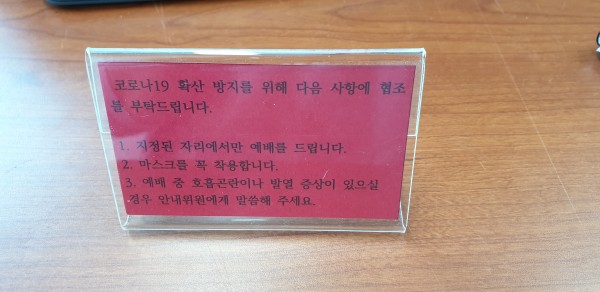 코로나19 확산 방지를 위해 다음 사항에 협조
를 부탁드립니다.
1. 지정된 자리에서만 예배를 드립니다.
2. 마스크를 꼭 착용합니다.
3. 예배 중 호흡곤란이나 발열 증상이 있으실
경우 안내위원에게 말씀해 주세요.